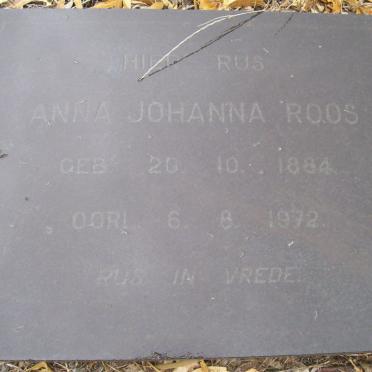 HIER RUS
ANNA JOHANNA ROOS
GEB. 20. 10. 1884
OORL. 6. 8. 1972.
RUS IN VREDE.